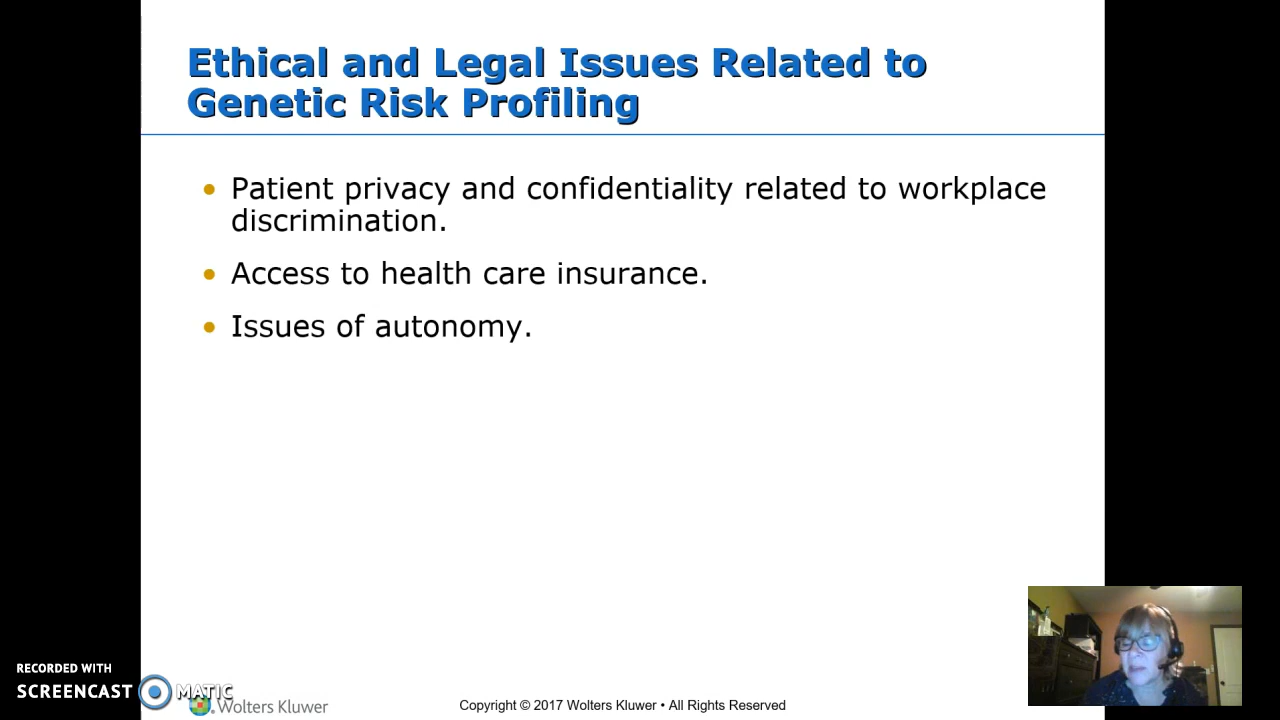 Ethical and Legal Issues Related to
Genetic Risk Profiling
• Patient privacy and confidentiality related to workplace
discrimination.
• Access to health care insurance.
• Issues of autonomy.
RECORDED WITH
SCREENCAST MATIC
Wolters Kluwer
Copyright © 2017 Wolters Kluwer • All Rights Reserved